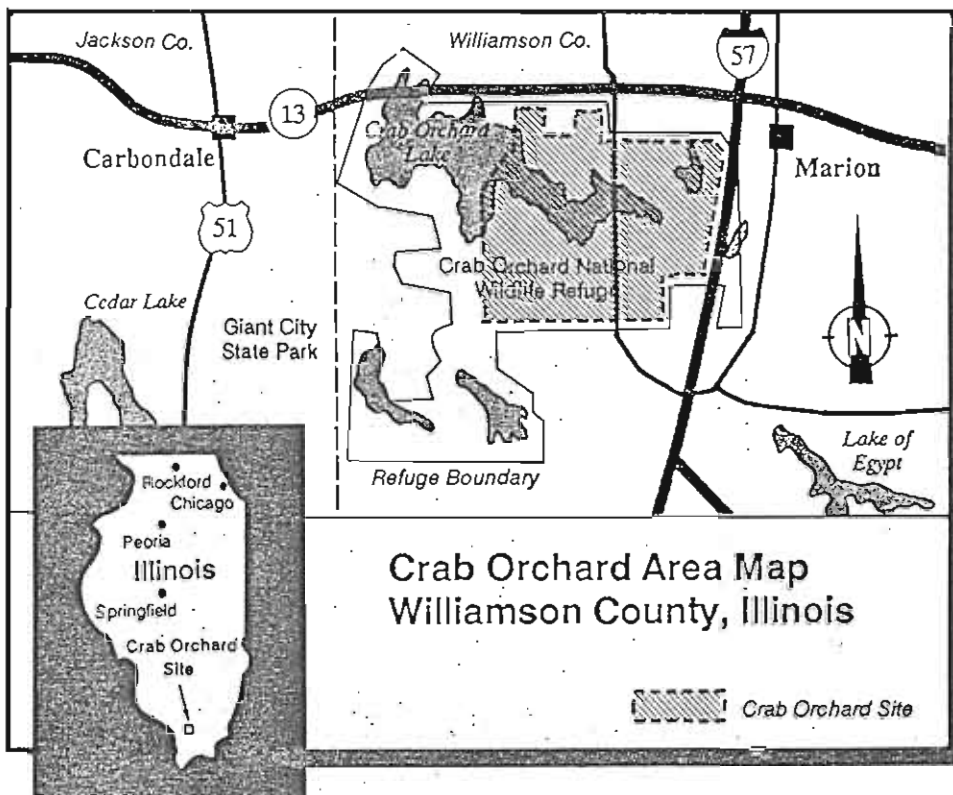 Jackson Co.
Williamson Co.
57
13
Carbondale
Crab Orchard
Lake
Marion
51
Crab Orchard National
Wildlife Refuge
Cedar Lake
Giant City
State Park
N
Refuge Boundary
Lake of
Egypt
Rockford
Chicago
Peoria
Illinois
Springfield
Crab Orchard
Site
Crab Orchard Area Map
Williamson County, Illinois
Crab Orchard Site